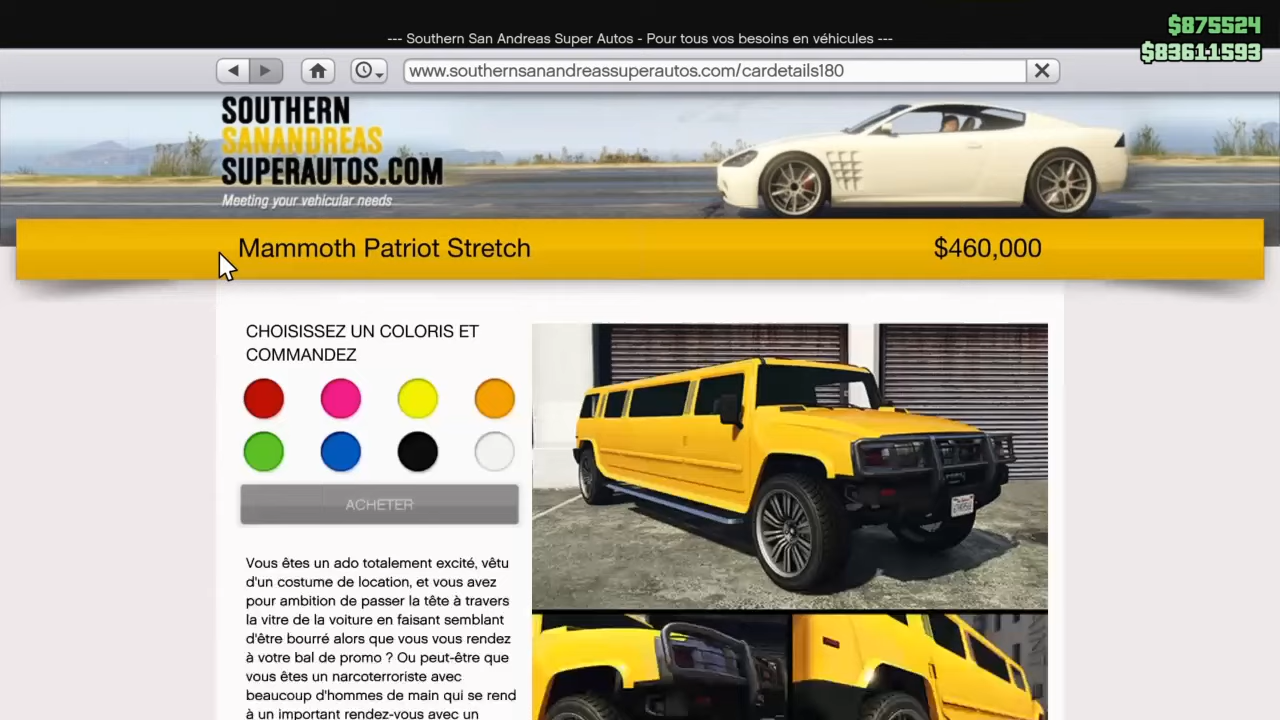 $875524
--- Southern San Andreas Super Autos - Pour tous vos besoins en véhicules ---
$83611593
www.southernsanandreassuperautos.com/cardetails180
SOUTHERN
SANANDREAS
SUPERAUTOS.COM
Meeting your vehicular needs
Mammoth Patriot Stretch
$460,000
CHOISISSEZ UN COLORIS ET
COMMANDEZ
ACHETER
Vous êtes un ado totalement excité, vêtu
d'un costume de location, et vous avez
pour ambition de passer la tête à travers
la vitre de la voiture en faisant semblant
d'être bourré alors que vous vous rendez
à votre bal de promo ? Ou peut-être que
vous êtes un narcoterroriste avec
beaucoup d'hommes de main qui se rend
à un important rendez-vous avec un